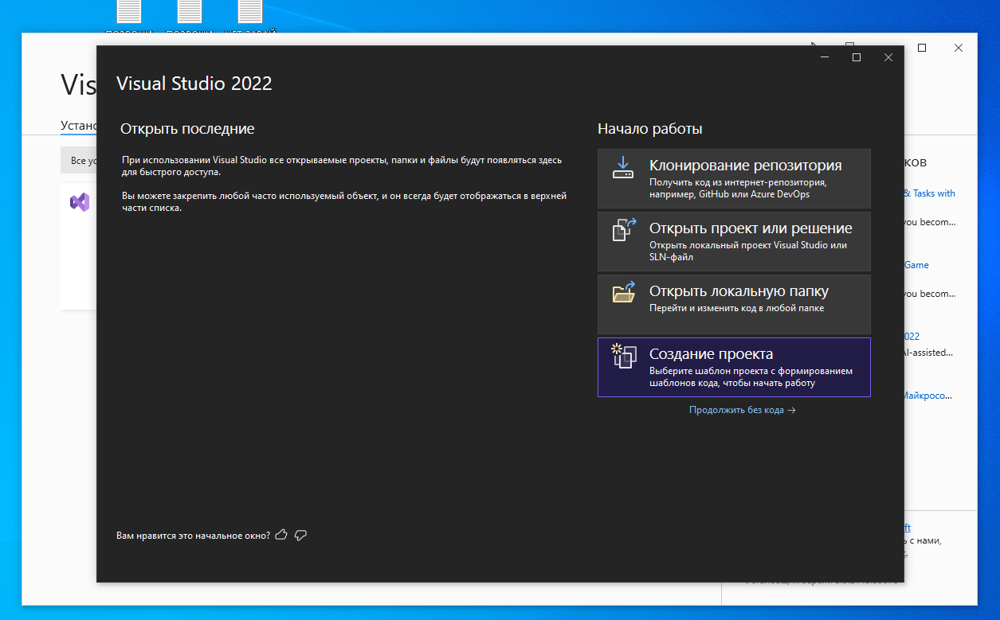 Visual Studio 2022
Открыть последние
При использовании Visual Studio все открываемые проекты, папки и файлы будут появляться здесь
для быстрого доступа.
Вы можете закрепить любой часто используемый объект, и он всегда будет отображаться в верхней
части списка.
Начало работы
Клонирование репозитория
Получить код из интернет-репозитория,
например, GitHub или Azure DevOps
Открыть проект или решение
Открыть локальный проект Visual Studio или
SLN-файл
Открыть локальную папку
Перейти и изменить код в любой папке
Создание проекта
Выберите шаблон проекта с формированием
шаблонов кода, чтобы начать работу
Продолжить без кода →
Вам нравится это начальное окно?
Vis
Устано
Все ус
ков
& Tasks with
you becom...
Game
you becom...
2022
AI-assisted...
Майкросо...
ft
ь с нами,